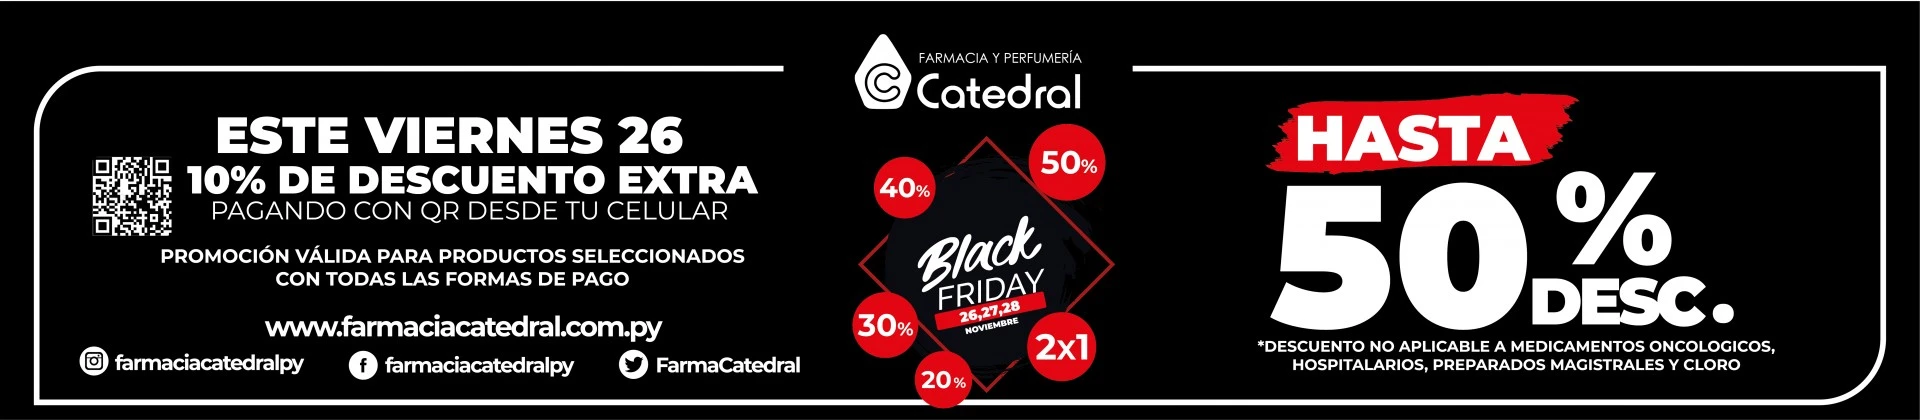 FARMACIA Y PERFUMERÍA
Catedral
ESTE VIERNES 26
10% DE DESCUENTO EXTRA
PAGANDO CON QR DESDE TU CELULAR
PROMOCIÓN VÁLIDA PARA PRODUCTOS SELECCIONADOS
CON TODAS LAS FORMAS DE PAGO
www.farmaciacatedral.com.py
farmaciacatedralpy
farmaciacatedralpy
FarmaCatedral
50%
40%
Black
FRIDAY
26,27,28
NOVIEMBRE
30%
2x1
20%
HASTA
50%
DESC.
*DESCUENTO NO APLICABLE A MEDICAMENTOS ONCOLOGICOS,
HOSPITALARIOS, PREPARADOS MAGISTRALES Y CLORO